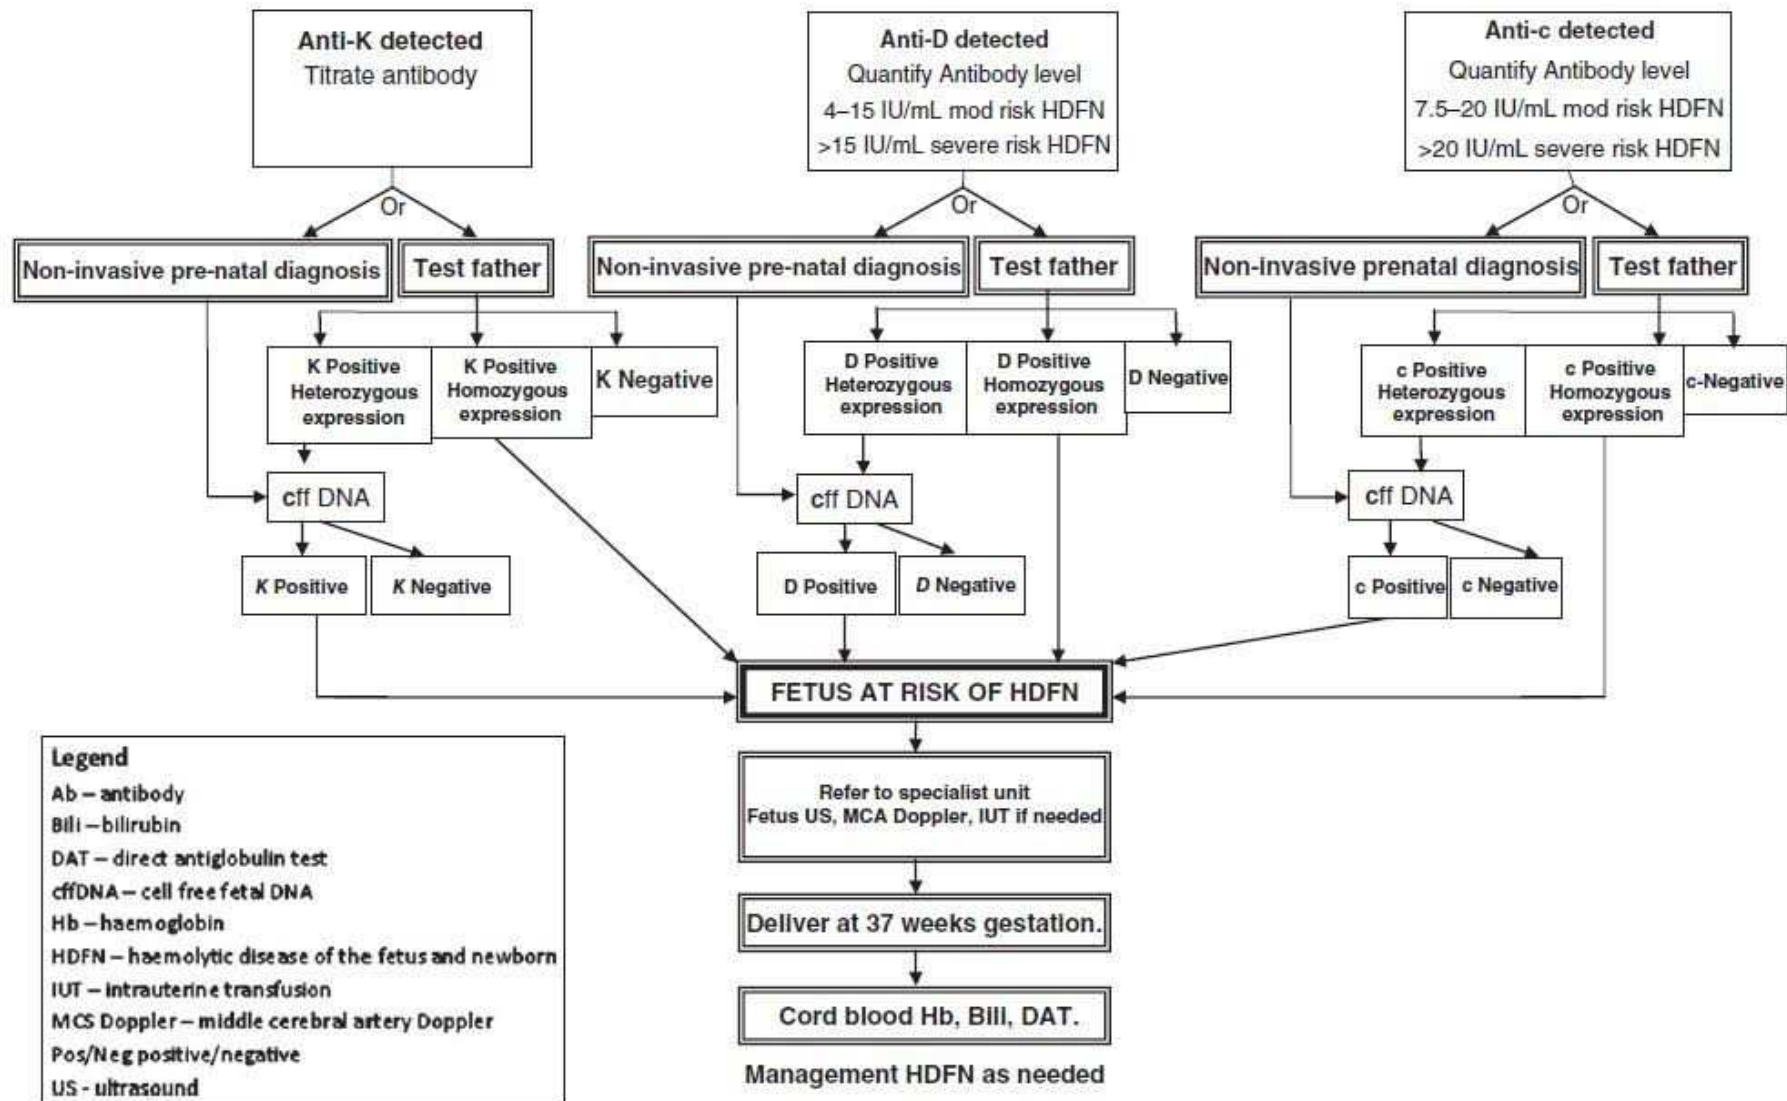 Anti-K detected
Titrate antibody
Anti-D detected
Quantify Antibody level
4–15 IU/mL mod risk HDFN
>15 IU/mL severe risk HDFN
Anti-c detected
Quantify Antibody level
7.5–20 IU/mL mod risk HDFN
>20 IU/mL severe risk HDFN
Or
Or
Or
Non-invasive pre-natal diagnosis
Test father
Non-invasive pre-natal diagnosis
Test father
Non-invasive prenatal diagnosis
Test father
K Positive
Heterozygous
expression
K Positive
Homozygous
expression
K Negative
D Positive
Heterozygous
expression
D Positive
Homozygous
expression
D Negative
c Positive
Heterozygous
expression
c Positive
Homozygous
expression
c-Negative
cff DNA
cff DNA
cff DNA
K Positive
K Negative
D Positive
D Negative
c Positive
c Negative
FETUS AT RISK OF HDFN
Refer to specialist unit
Fetus US, MCA Doppler, IUT if needed
Deliver at 37 weeks gestation.
Cord blood Hb, Bili, DAT.
Management HDFN as needed
Legend
Ab – antibody
Bili – bilirubin
DAT – direct antiglobulin test
cffDNA – cell free fetal DNA
Hb – haemoglobin
HDFN – haemolytic disease of the fetus and newborn
IUT – intrauterine transfusion
MCS Doppler – middle cerebral artery Doppler
Pos/Neg positive/negative
US - ultrasound